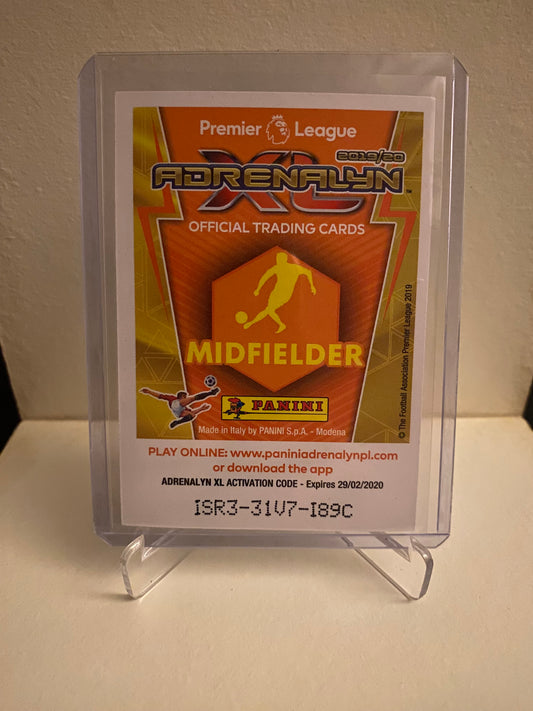 Premier League
2019/20
ADRENALYN XL™
OFFICIAL TRADING CARDS
MIDFIELDER
PANINI
Made in Italy by PANINI S.p.A. - Modena
© The Football Association Premier League 2019
PLAY ONLINE: www.paniniadrenalynpl.com
or download the app
ADRENALYN XL ACTIVATION CODE - Expires 29/02/2020
1SR3-31V7-I89C